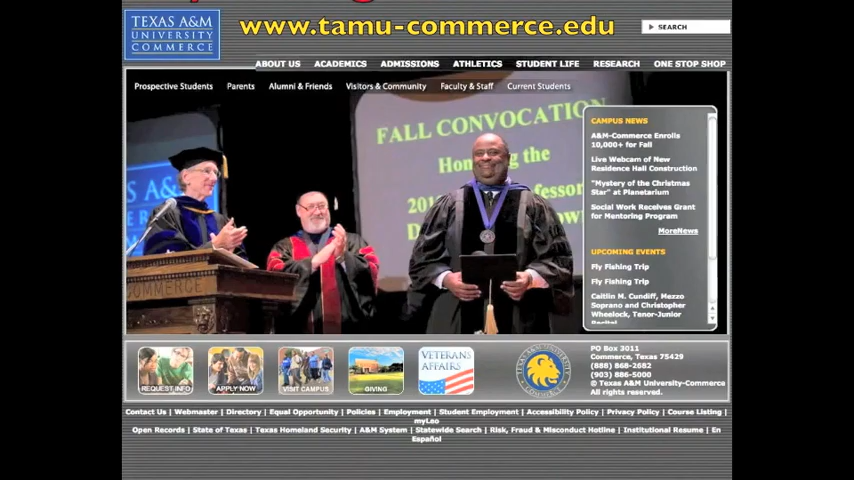 TEXAS A&M
UNIVERSITY
COMMERCE
www.tamu-commerce.edu
SEARCH
ABOUT US ACADEMICS ADMISSIONS ATHLETICS STUDENT LIFE RESEARCH ONE STOP SHOP
Prospective Students Parents Alumni & Friends Visitors & Community Faculty & Staff Current Students
FALL CONVOCATION
the
TEXAS A&
UNIVERSIT
COMMERCE
CAMPUS NEWS
A&M-Commerce Enrolls
10,000+ for Fall
Live Webcam of New
Residence Hall Construction
"Mystery of the Christmas
Star" at Planetarium
Social Work Receives Grant
for Mentoring Program
MoreNews
UPCOMING EVENTS
Fly Fishing Trip
Fly Fishing Trip
Caitlin M. Cundiff, Mezzo
Soprano and Christopher
Wheelock, Tenor-Junior
Recital
REQUEST INFO
APPLY NOW
VISIT CAMPUS
GIVING
VETERANS
AFFAIRS
PO Box 3011
Commerce, Texas 75429
(888) 868-2682
(903) 886-5000
© Texas A&M University-Commerce
All rights reserved.
Contact Us | Webmaster | Directory | Equal Opportunity | Policies | Employment | Student Employment | Accessibility Policy | Privacy Policy | Course Listing |
myLeo
Open Records | State of Texas | Texas Homeland Security | A&M System | Statewide Search | Risk, Fraud & Misconduct Hotline | Institutional Resume | En
Español